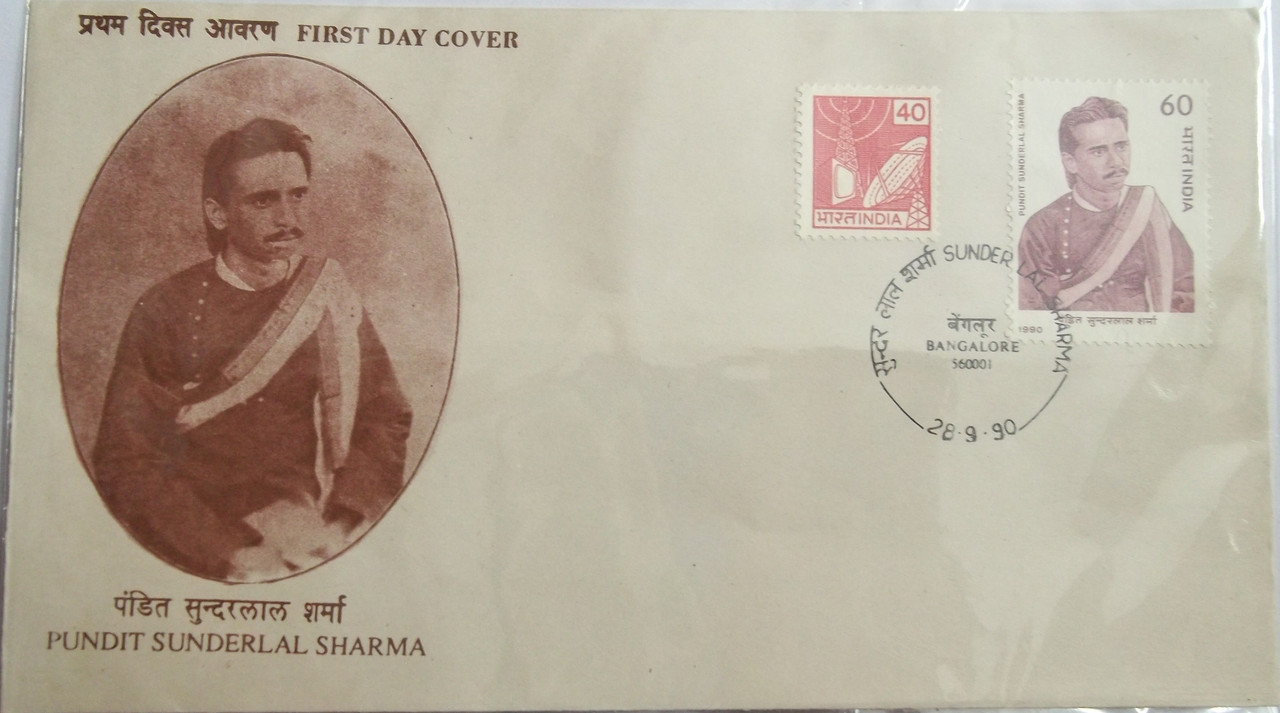 प्रथम दिवस आवरण FIRST DAY COVER
40
भारत INDIA
PUNDIT SUNDERLAL SHARMA
60
भारत INDIA
1990
पंडित सुन्दरलाल शर्मा
सुन्दर लाल शर्मा SUNDER LAL SHARMA
बेंगलूर
BANGALORE
560001
28.9.90
पंडित सुन्दरलाल शर्मा
PUNDIT SUNDERLAL SHARMA